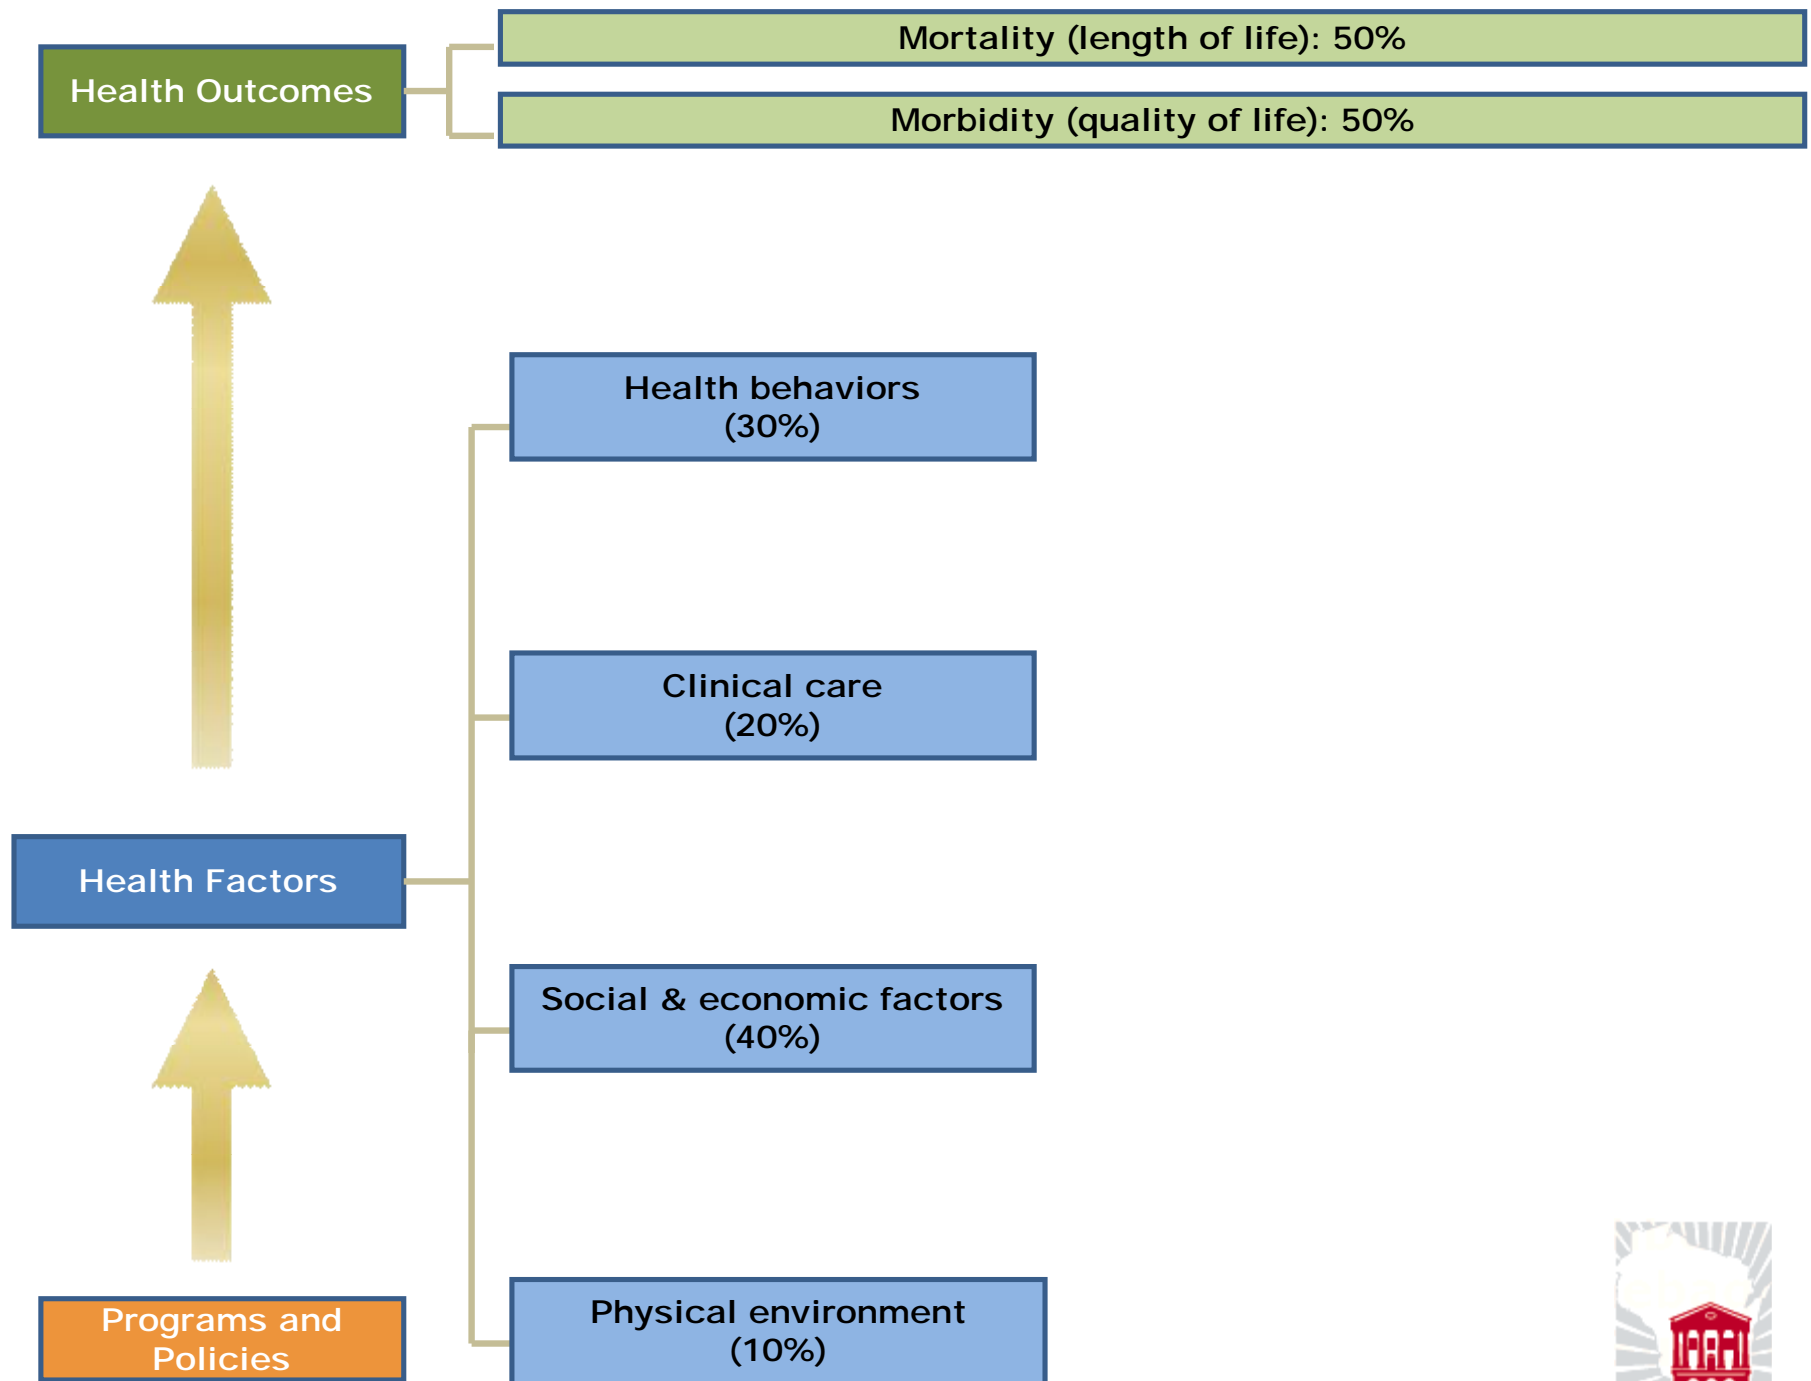 Mortality (length of life): 50%
Health Outcomes
Morbidity (quality of life): 50%
Health behaviors
(30%)
Clinical care
(20%)
Health Factors
Social & economic factors
(40%)
Physical environment
(10%)
Programs and
Policies